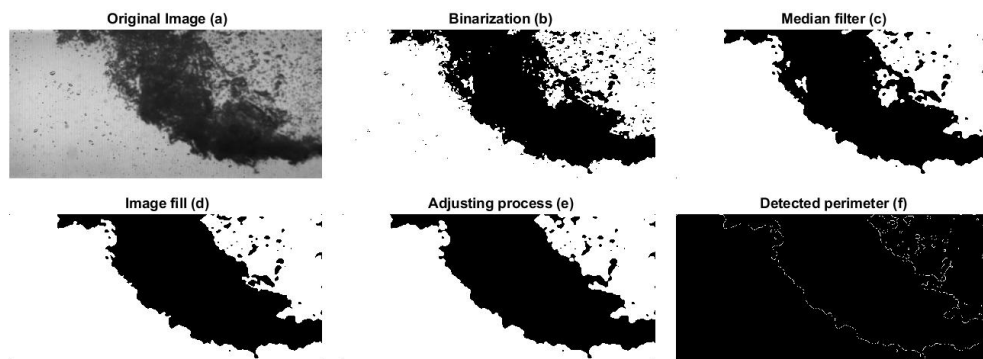 Original Image (a)
Binarization (b)
Median filter (c)
Image fill (d)
Adjusting process (e)
Detected perimeter (f)